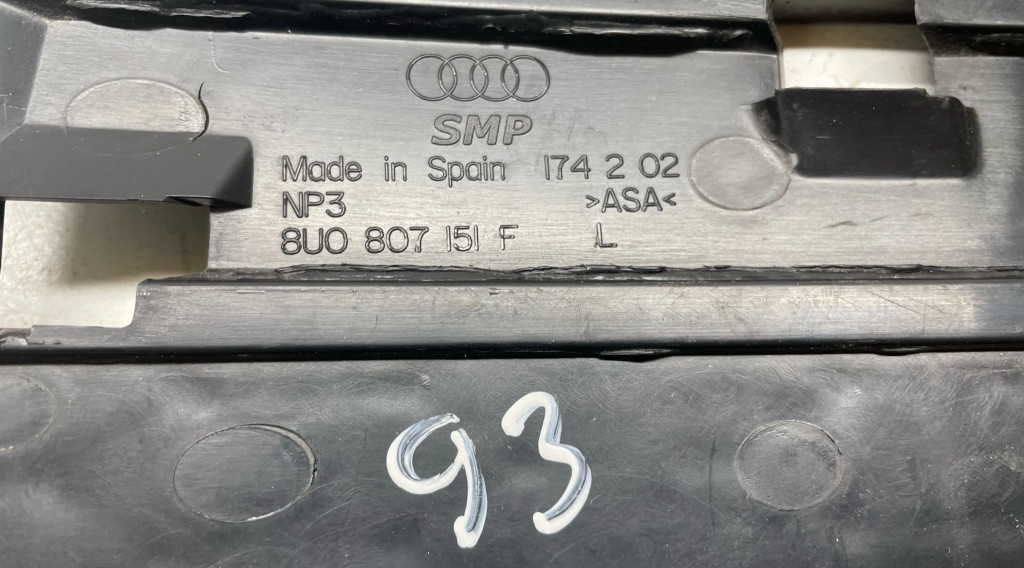 SMP
Made in Spain 174 2 02
NP3 >ASA<
8U0 807 151 F L
93